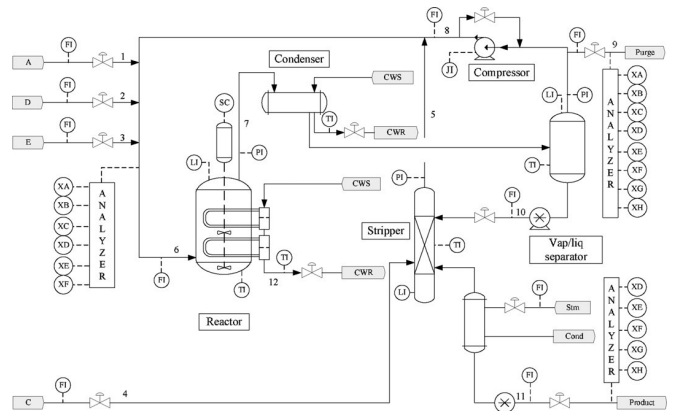 FI
8
FI
9
Purge
A
FI
1
Condenser
JI
Compressor
CWS
SC
7
TI
CWR
5
LI
PI
XA
XB
XC
XD
XE
XF
XG
XH
ANALYZER
D
FI
2
E
FI
3
LI
PI
TI
XA
XB
XC
XD
XE
XF
ANALYZER
CWS
PI
Stripper
TI
FI
10
Vap/liq
separator
6
FI
TI
TI
12
CWR
Reactor
LI
FI
Stm
Cond
XD
XE
XF
XG
XH
ANALYZER
C
FI
4
11
FI
Product